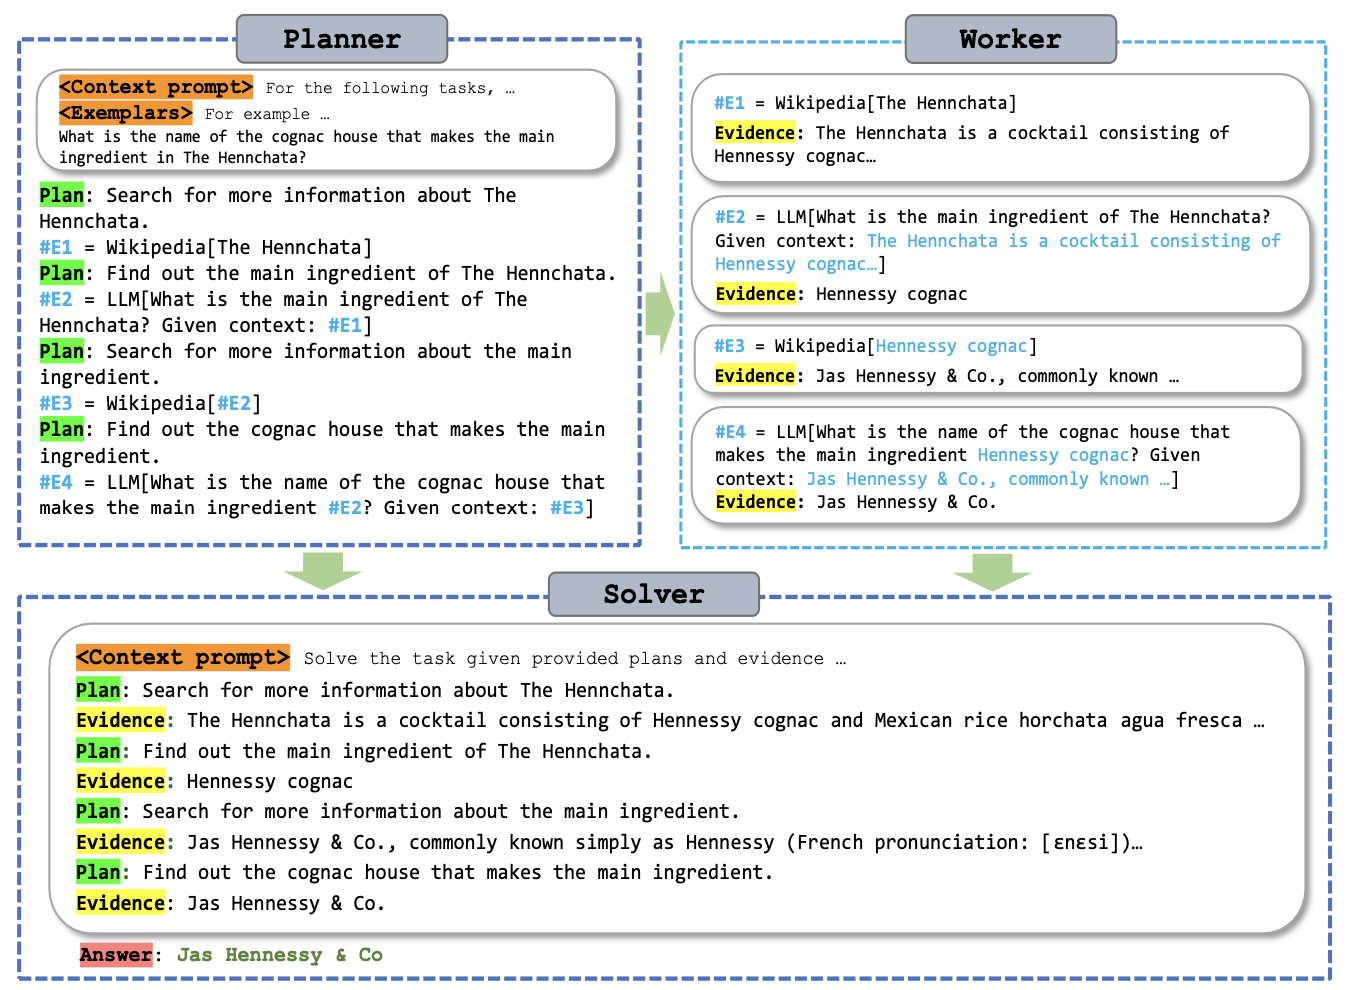 Planner
<Context prompt> For the following tasks, …
<Exemplars> For example …
What is the name of the cognac house that makes the main
ingredient in The Hennchata?
Plan: Search for more information about The
Hennchata.
#E1 = Wikipedia[The Hennchata]
Plan: Find out the main ingredient of The Hennchata.
#E2 = LLM[What is the main ingredient of The
Hennchata? Given context: #E1]
Plan: Search for more information about the main
ingredient.
#E3 = Wikipedia[#E2]
Plan: Find out the cognac house that makes the main
ingredient.
#E4 = LLM[What is the name of the cognac house that
makes the main ingredient #E2? Given context: #E3]
Worker
#E1 = Wikipedia[The Hennchata]
Evidence: The Hennchata is a cocktail consisting of
Hennessy cognac…
#E2 = LLM[What is the main ingredient of The Hennchata?
Given context: The Hennchata is a cocktail consisting of
Hennessy cognac…]
Evidence: Hennessy cognac
#E3 = Wikipedia[Hennessy cognac]
Evidence: Jas Hennessy & Co., commonly known …
#E4 = LLM[What is the name of the cognac house that
makes the main ingredient Hennessy cognac? Given
context: Jas Hennessy & Co., commonly known …]
Evidence: Jas Hennessy & Co.
Solver
<Context prompt> Solve the task given provided plans and evidence …
Plan: Search for more information about The Hennchata.
Evidence: The Hennchata is a cocktail consisting of Hennessy cognac and Mexican rice horchata agua fresca …
Plan: Find out the main ingredient of The Hennchata.
Evidence: Hennessy cognac
Plan: Search for more information about the main ingredient.
Evidence: Jas Hennessy & Co., commonly known simply as Hennessy (French pronunciation: [ɛnɛsi])…
Plan: Find out the cognac house that makes the main ingredient.
Evidence: Jas Hennessy & Co.
Answer: Jas Hennessy & Co